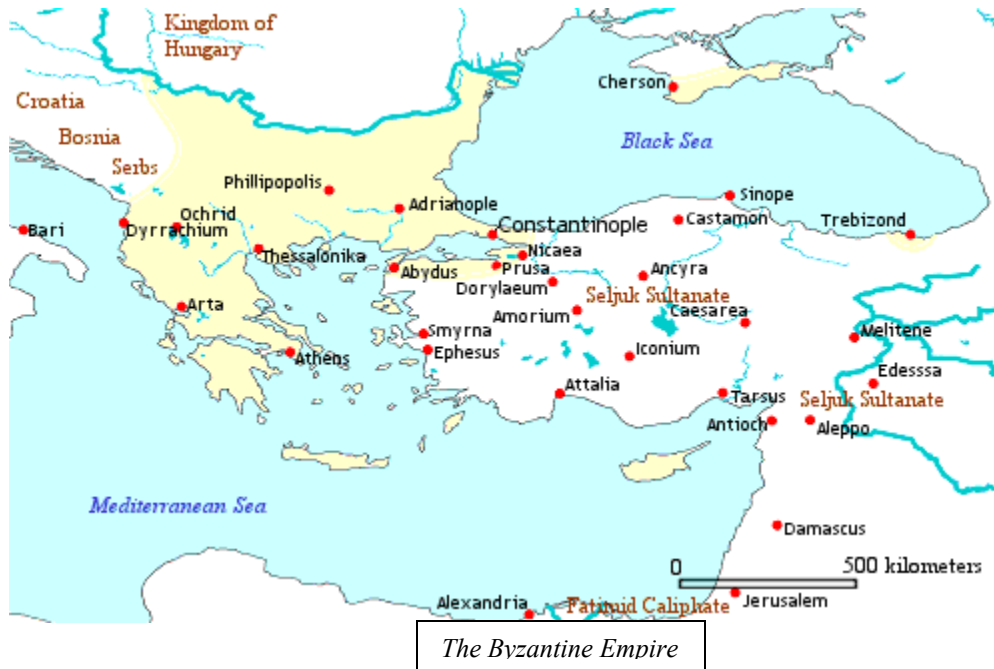 Kingdom of
Hungary
Croatia
Bosnia
Serbs
Cherson
Black Sea
Phillipopolis
Adrianople
Sinope
Castamon
Trebizond
Bari
Dyrrachium
Ochrid
Constantinople
Thessalonika
Nicaea
Abydus
Prusa
Dorylaeum
Ancyra
Seljuk Sultanate
Amorium
Caesarea
Arta
Smyrna
Melitene
Athens
Ephesus
Iconium
Edesssa
Attalia
Tarsus
Seljuk Sultanate
Antioch
Aleppo
Mediterranean Sea
Damascus
0
500 kilometers
Alexandria
Fatimid Caliphate
Jerusalem
The Byzantine Empire